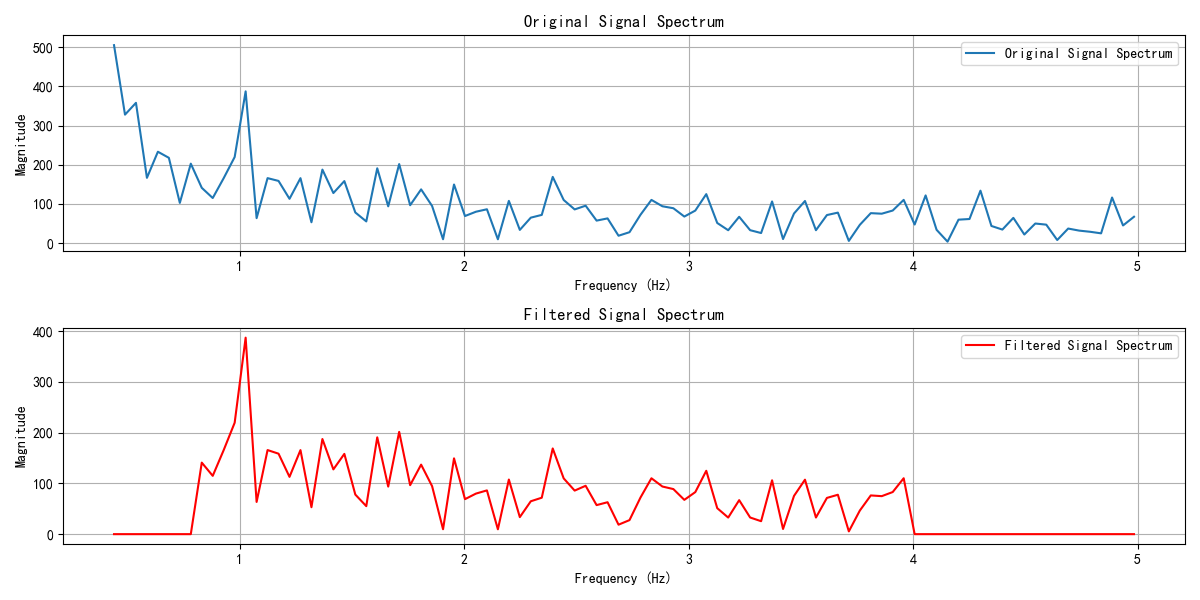 Original Signal Spectrum
500
400
300
200
100
0
Magnitude
Original Signal Spectrum
1 2 3 4 5
Frequency (Hz)
Filtered Signal Spectrum
400
300
200
100
0
Magnitude
Filtered Signal Spectrum
1 2 3 4 5
Frequency (Hz)